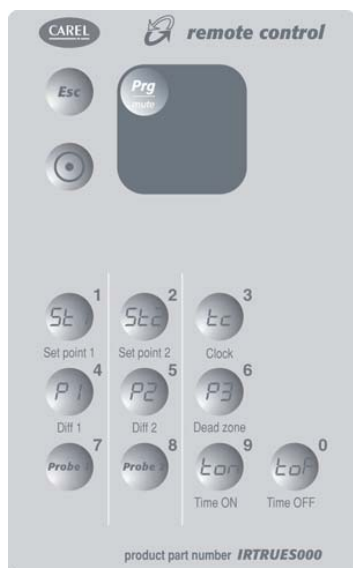 CAREL remote control
Esc
Prg
mute
1 2 3
St1 St2 tc
Set point 1 Set point 2 Clock
4 5 6
P1 P2 P3
Diff 1 Diff 2 Dead zone
7 8 9 0
Probe 1 Probe 2 ton toF
Time ON Time OFF
product part number IRTRUES000